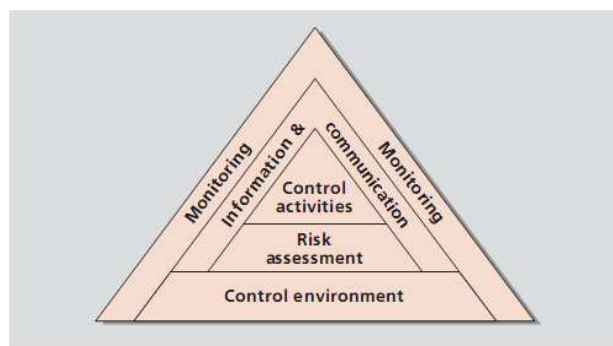 Monitoring
Information &
communication
Monitoring
Control
activities
Risk
assessment
Control environment